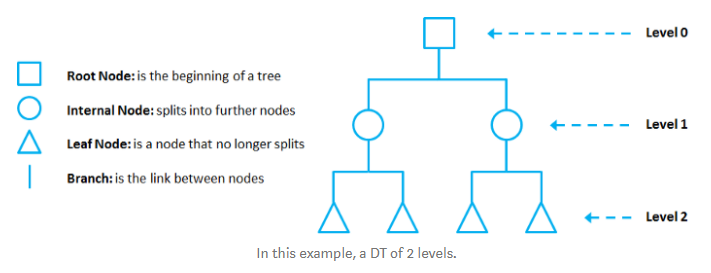 Level 0
Root Node: is the beginning of a tree
Internal Node: splits into further nodes
Level 1
Leaf Node: is a node that no longer splits
Branch: is the link between nodes
Level 2
In this example, a DT of 2 levels.